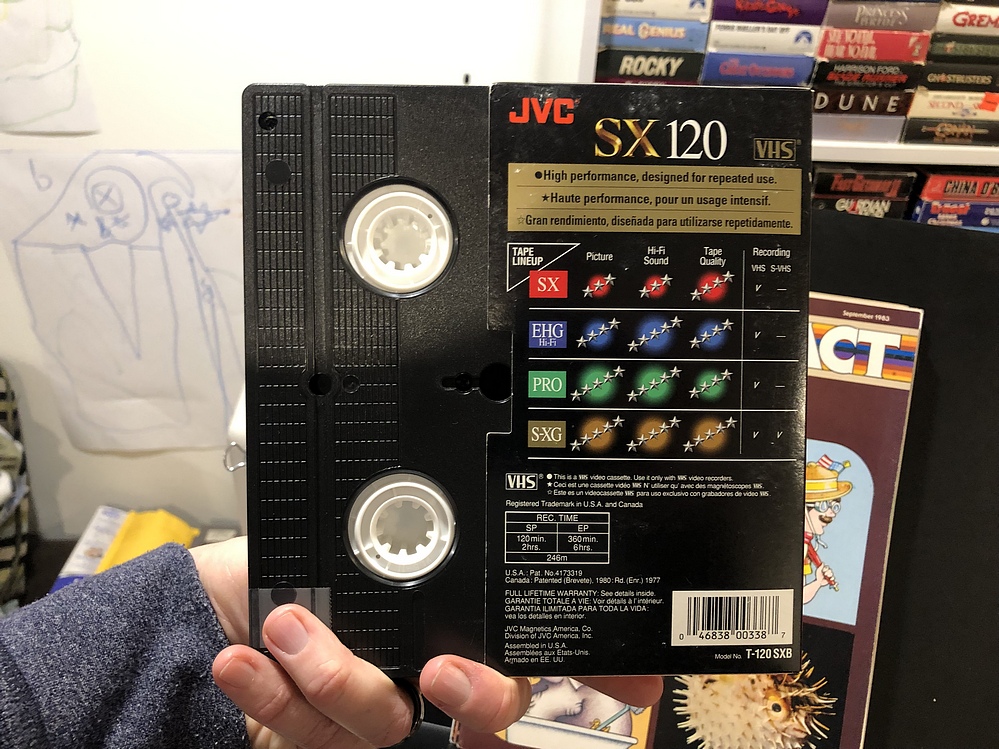 REAL GENIUS
ROCKY
HARRISON FORD
GHOSTBUSTERS
DUNE
GREM
CHINA O'B
JVC
SX 120
VHS
●High performance, designed for repeated use.
★Haute performance, pour un usage intensif.
☆Gran rendimiento, diseñada para utilizarse repetidamente.
TAPE LINEUP
Picture
Hi-Fi Sound
Tape Quality
Recording
VHS S-VHS
SX
v —
EHG Hi-Fi
v —
PRO
v —
S-XG
v v
September 1983
ACT
VHS
● This is a VHS video cassette. Use it only with VHS video recorders.
★ Ceci est une cassette vidéo VHS N' utiliser qu' avec des magnétoscopes VHS.
☆ Este es un videocassette VHS para uso exclusivo con grabadores de video VHS.
Registered Trademark in U.S.A. and Canada
REC. TIME
SP EP
120min. 360min.
2hrs. 6hrs.
246m
U.S.A.: Pat. No.4173319
Canada: Patented (Brevete), 1980: Rd. (Enr.) 1977
FULL LIFETIME WARRANTY: See details inside.
GARANTIE TOTALE A VIE: Voir détails à l' intérieur.
GARANTIA ILIMITADA PARA TODA LA VIDA:
vea los detalles en interior.
JVC Magnetics America, Co.
Division of JVC America, Inc.
Assembled in U.S.A.
Assemblées aux Etats-Unis.
Armado en EE. UU.
0 46838 00338 7
Model No. T-120 SXB